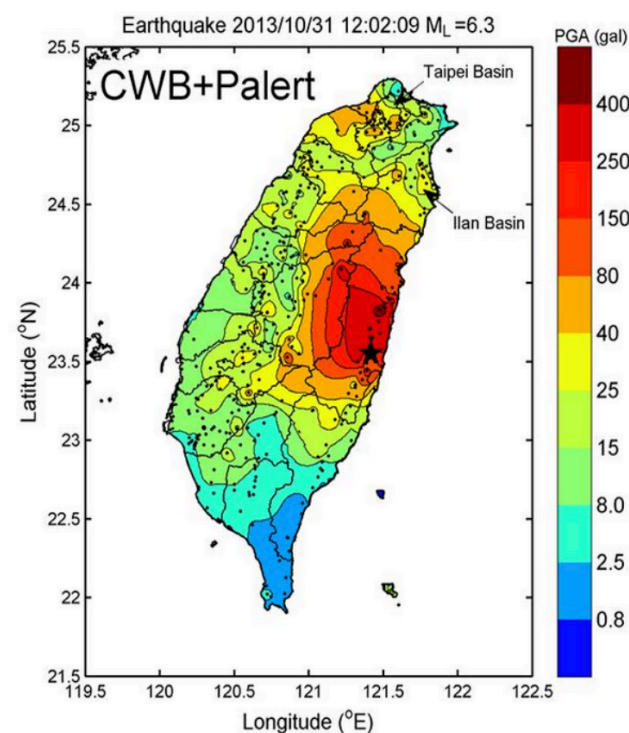 Earthquake 2013/10/31 12:02:09 M_L =6.3
PGA (gal)
CWB+Palert
Taipei Basin
Ilan Basin
25.5
25
24.5
24
23.5
23
22.5
22
21.5
Latitude (°N)
119.5 120 120.5 121 121.5 122 122.5
Longitude (°E)
400
250
150
80
40
25
15
8.0
2.5
0.8